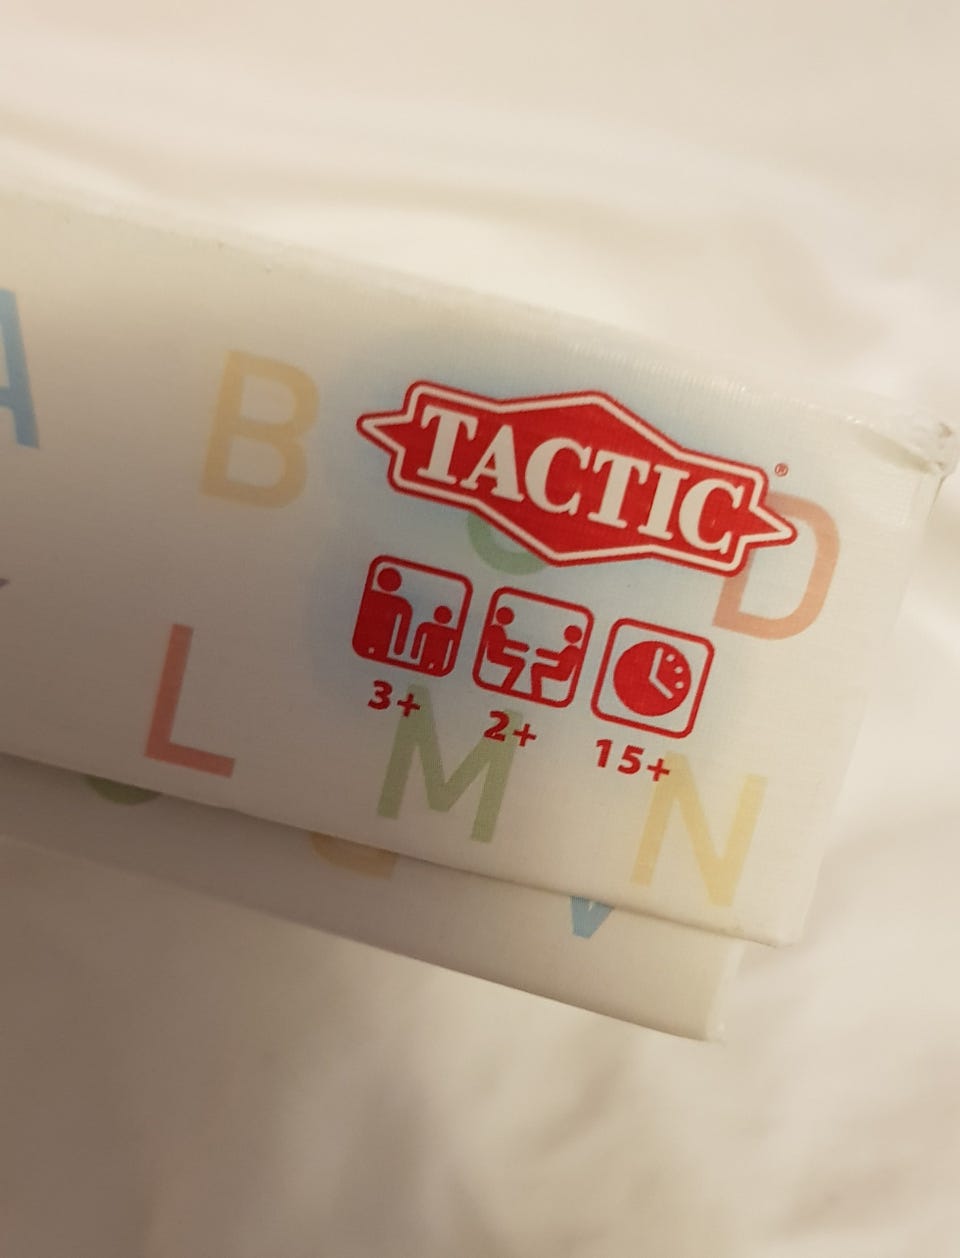 A B C D
TACTIC®
3+ 2+ 15+
L M N
V